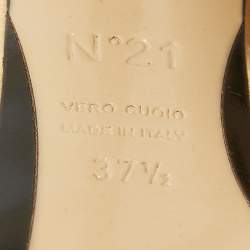 N°21
VERO CUOIO
MADE IN ITALY
37½